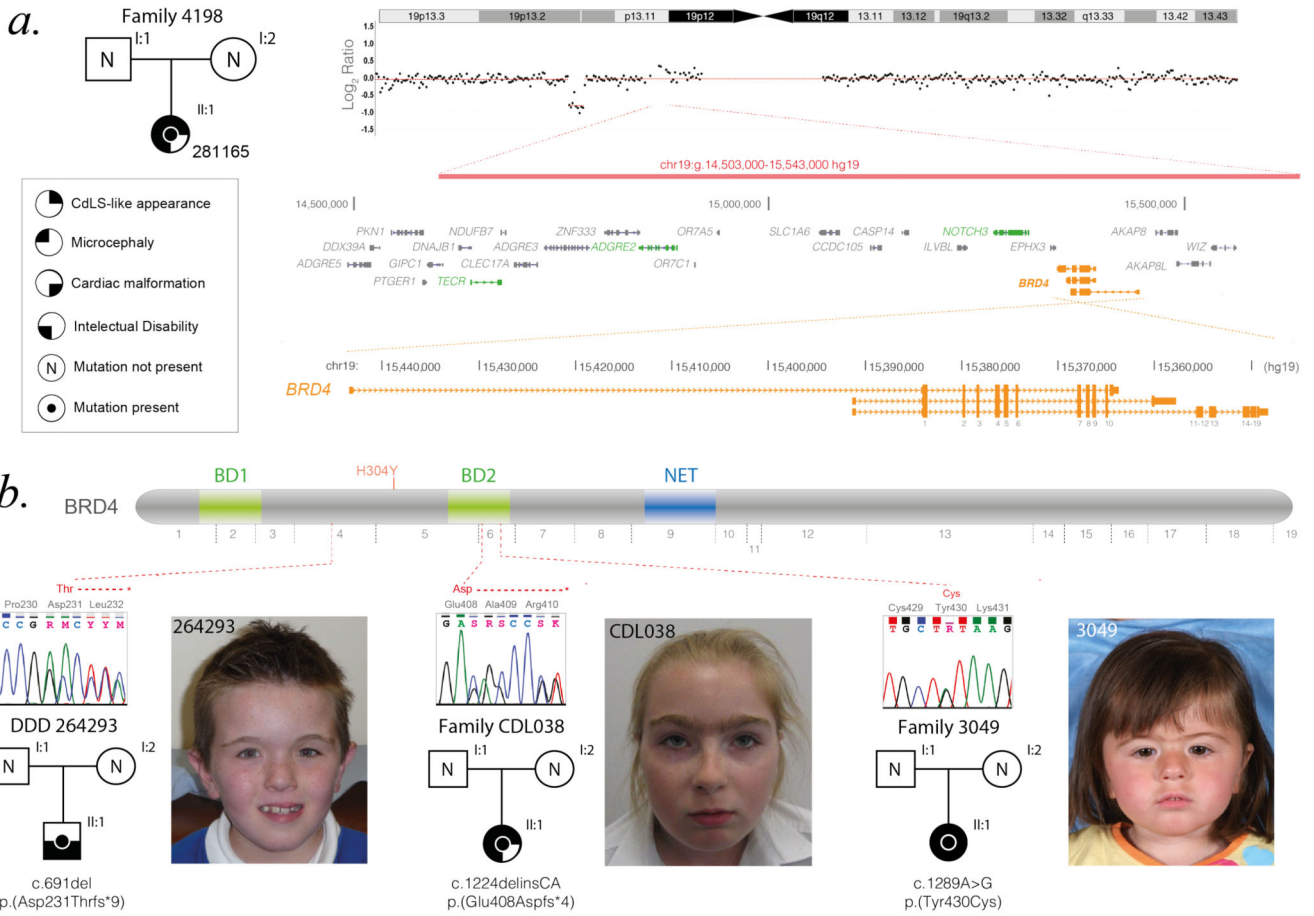 a.
Family 4198
I:1
I:2
N
N
II:1
281165
CdLS-like appearance
Microcephaly
Cardiac malformation
Intelectual Disability
N Mutation not present
Mutation present
19p13.3 19p13.2 p13.11 19p12 19q12 13.11 13.12 19q13.2 13.32 q13.33 13.42 13.43
Log2 Ratio
1.5
1.0
0.5
0.0
-0.5
-1.0
-1.5
chr19:g.14,503,000-15,543,000 hg19
14,500,000 15,000,000 15,500,000
PKN1 NDUFB7 ZNF333 OR7A5 SLC1A6 CASP14 NOTCH3 AKAP8
DDX39A DNAJB1 ADGRE3 ADGRE2 CCDC105 ILVBL EPHX3 WIZ
ADGRE5 GIPC1 CLEC17A OR7C1 AKAP8L
PTGER1 TECR BRD4
chr19: 15,440,000 15,430,000 15,420,000 15,410,000 15,400,000 15,390,000 15,380,000 15,370,000 15,360,000 (hg19)
BRD4
1 2 3 4 5 6 7 8 9 10 11-12 13 14-19
b.
BD1 H304Y BD2 NET
BRD4
1 2 3 4 5 6 7 8 9 10 11 12 13 14 15 16 17 18 19
Thr *
Pro230 Asp231 Leu232
C C G R M C Y Y M
DDD 264293
I:1
I:2
N
N
II:1
c.691del
p.(Asp231Thrfs*9)
264293
Asp *
Glu408 Ala409 Arg410
G A S R S C C S K
Family CDL038
I:1
I:2
N
N
II:1
c.1224delinsCA
p.(Glu408Aspfs*4)
CDL038
Cys
Cys429 Tyr430 Lys431
T G C T R T A A G
Family 3049
I:1
I:2
N
N
II:1
c.1289A>G
p.(Tyr430Cys)
3049